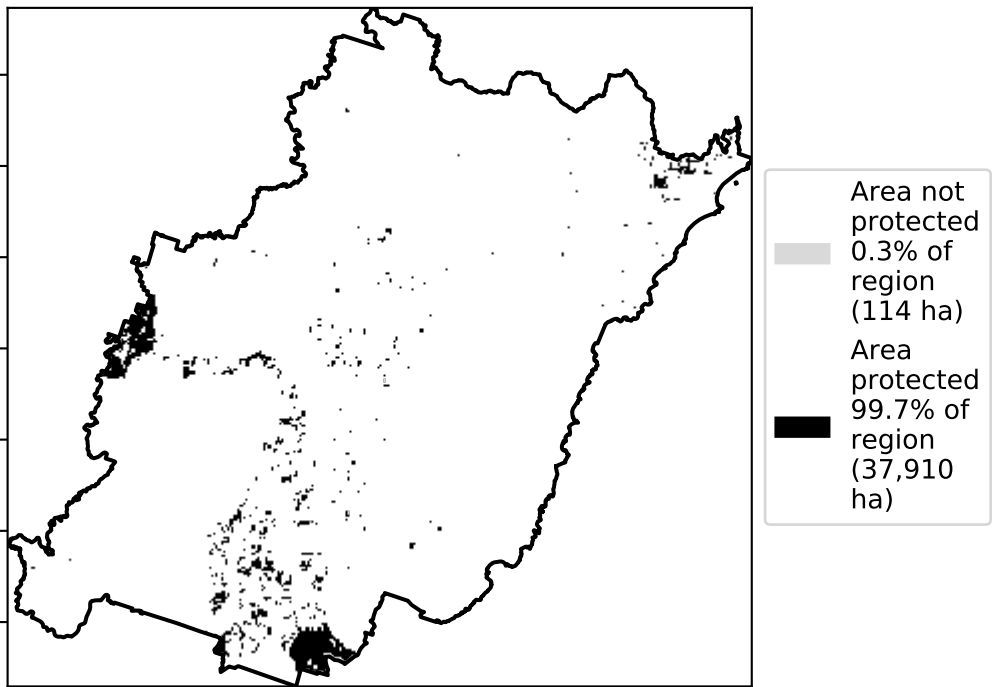 Area not
protected
0.3% of
region
(114 ha)
Area
protected
99.7% of
region
(37,910
ha)